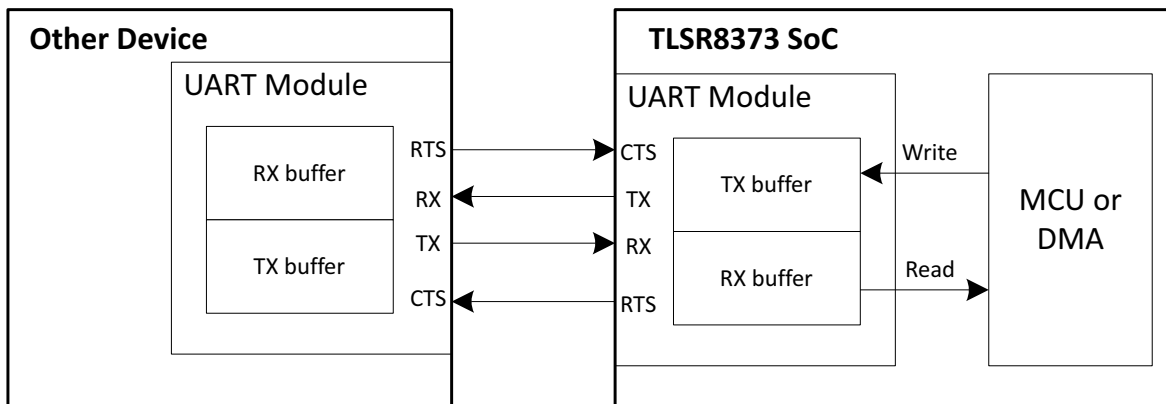 Other Device
UART Module
RX buffer
TX buffer
RTS
RX
TX
CTS
TLSR8373 SoC
UART Module
CTS
TX
RX
RTS
TX buffer
RX buffer
Write
Read
MCU or
DMA